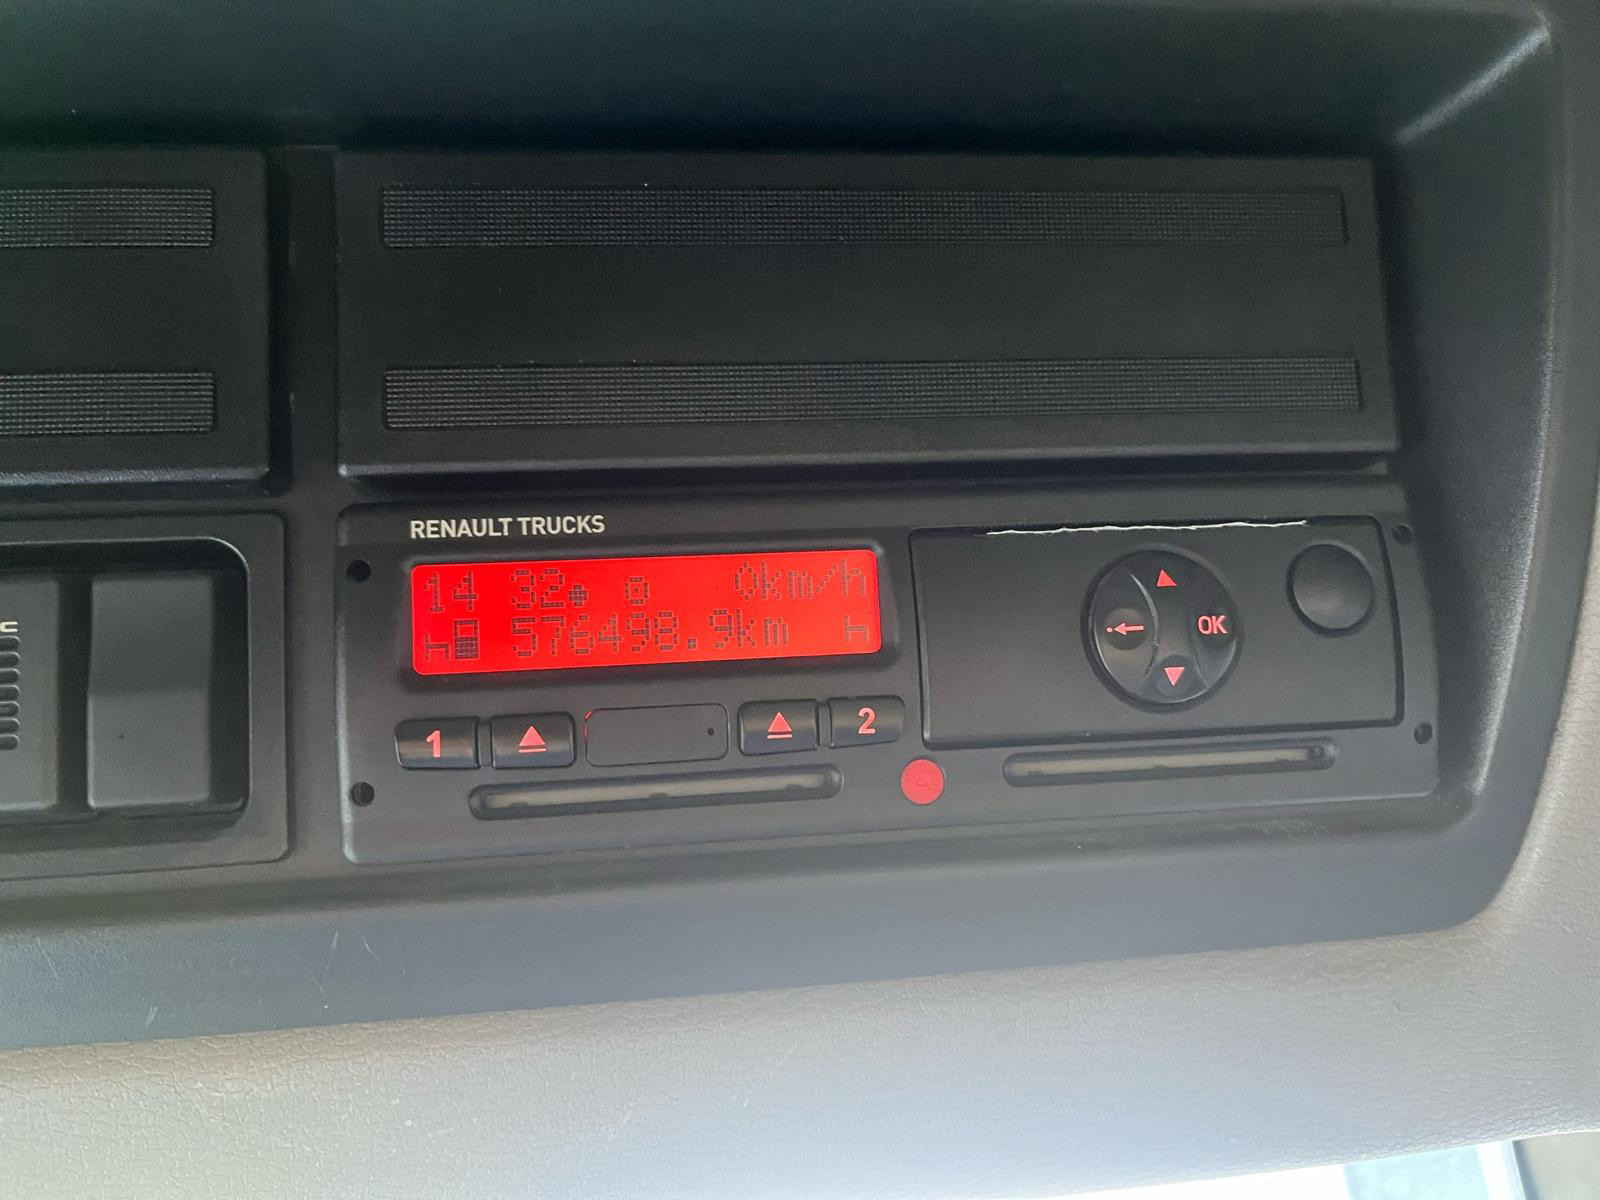 RENAULT TRUCKS
14 32 0km/h
576498.9km
1 2
OK